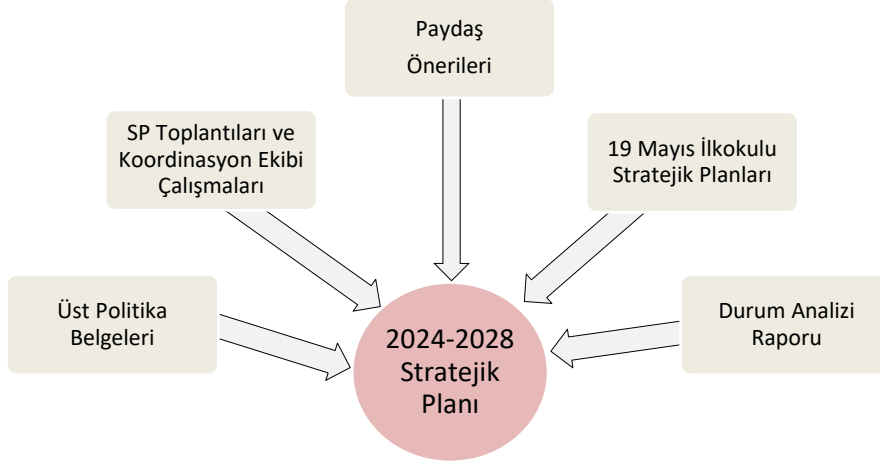 Paydaş
Önerileri
SP Toplantıları ve
Koordinasyon Ekibi
Çalışmaları
19 Mayıs İlkokulu
Stratejik Planları
Üst Politika
Belgeleri
Durum Analizi
Raporu
2024-2028
Stratejik
Planı